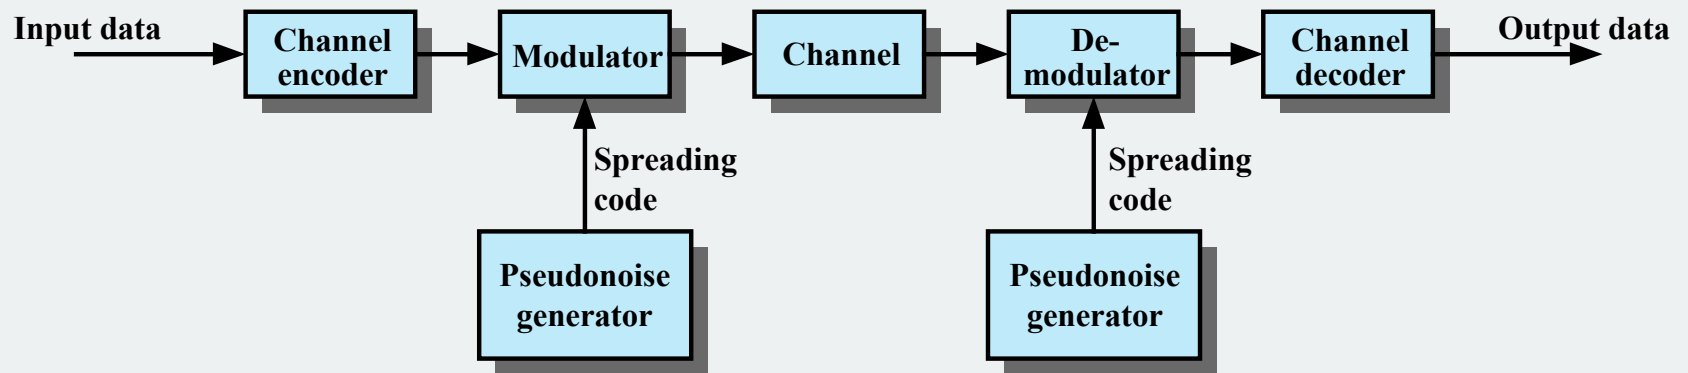 Input data
Channel
encoder
Modulator
Channel
De-
modulator
Channel
decoder
Output data
Spreading
code
Spreading
code
Pseudonoise
generator
Pseudonoise
generator